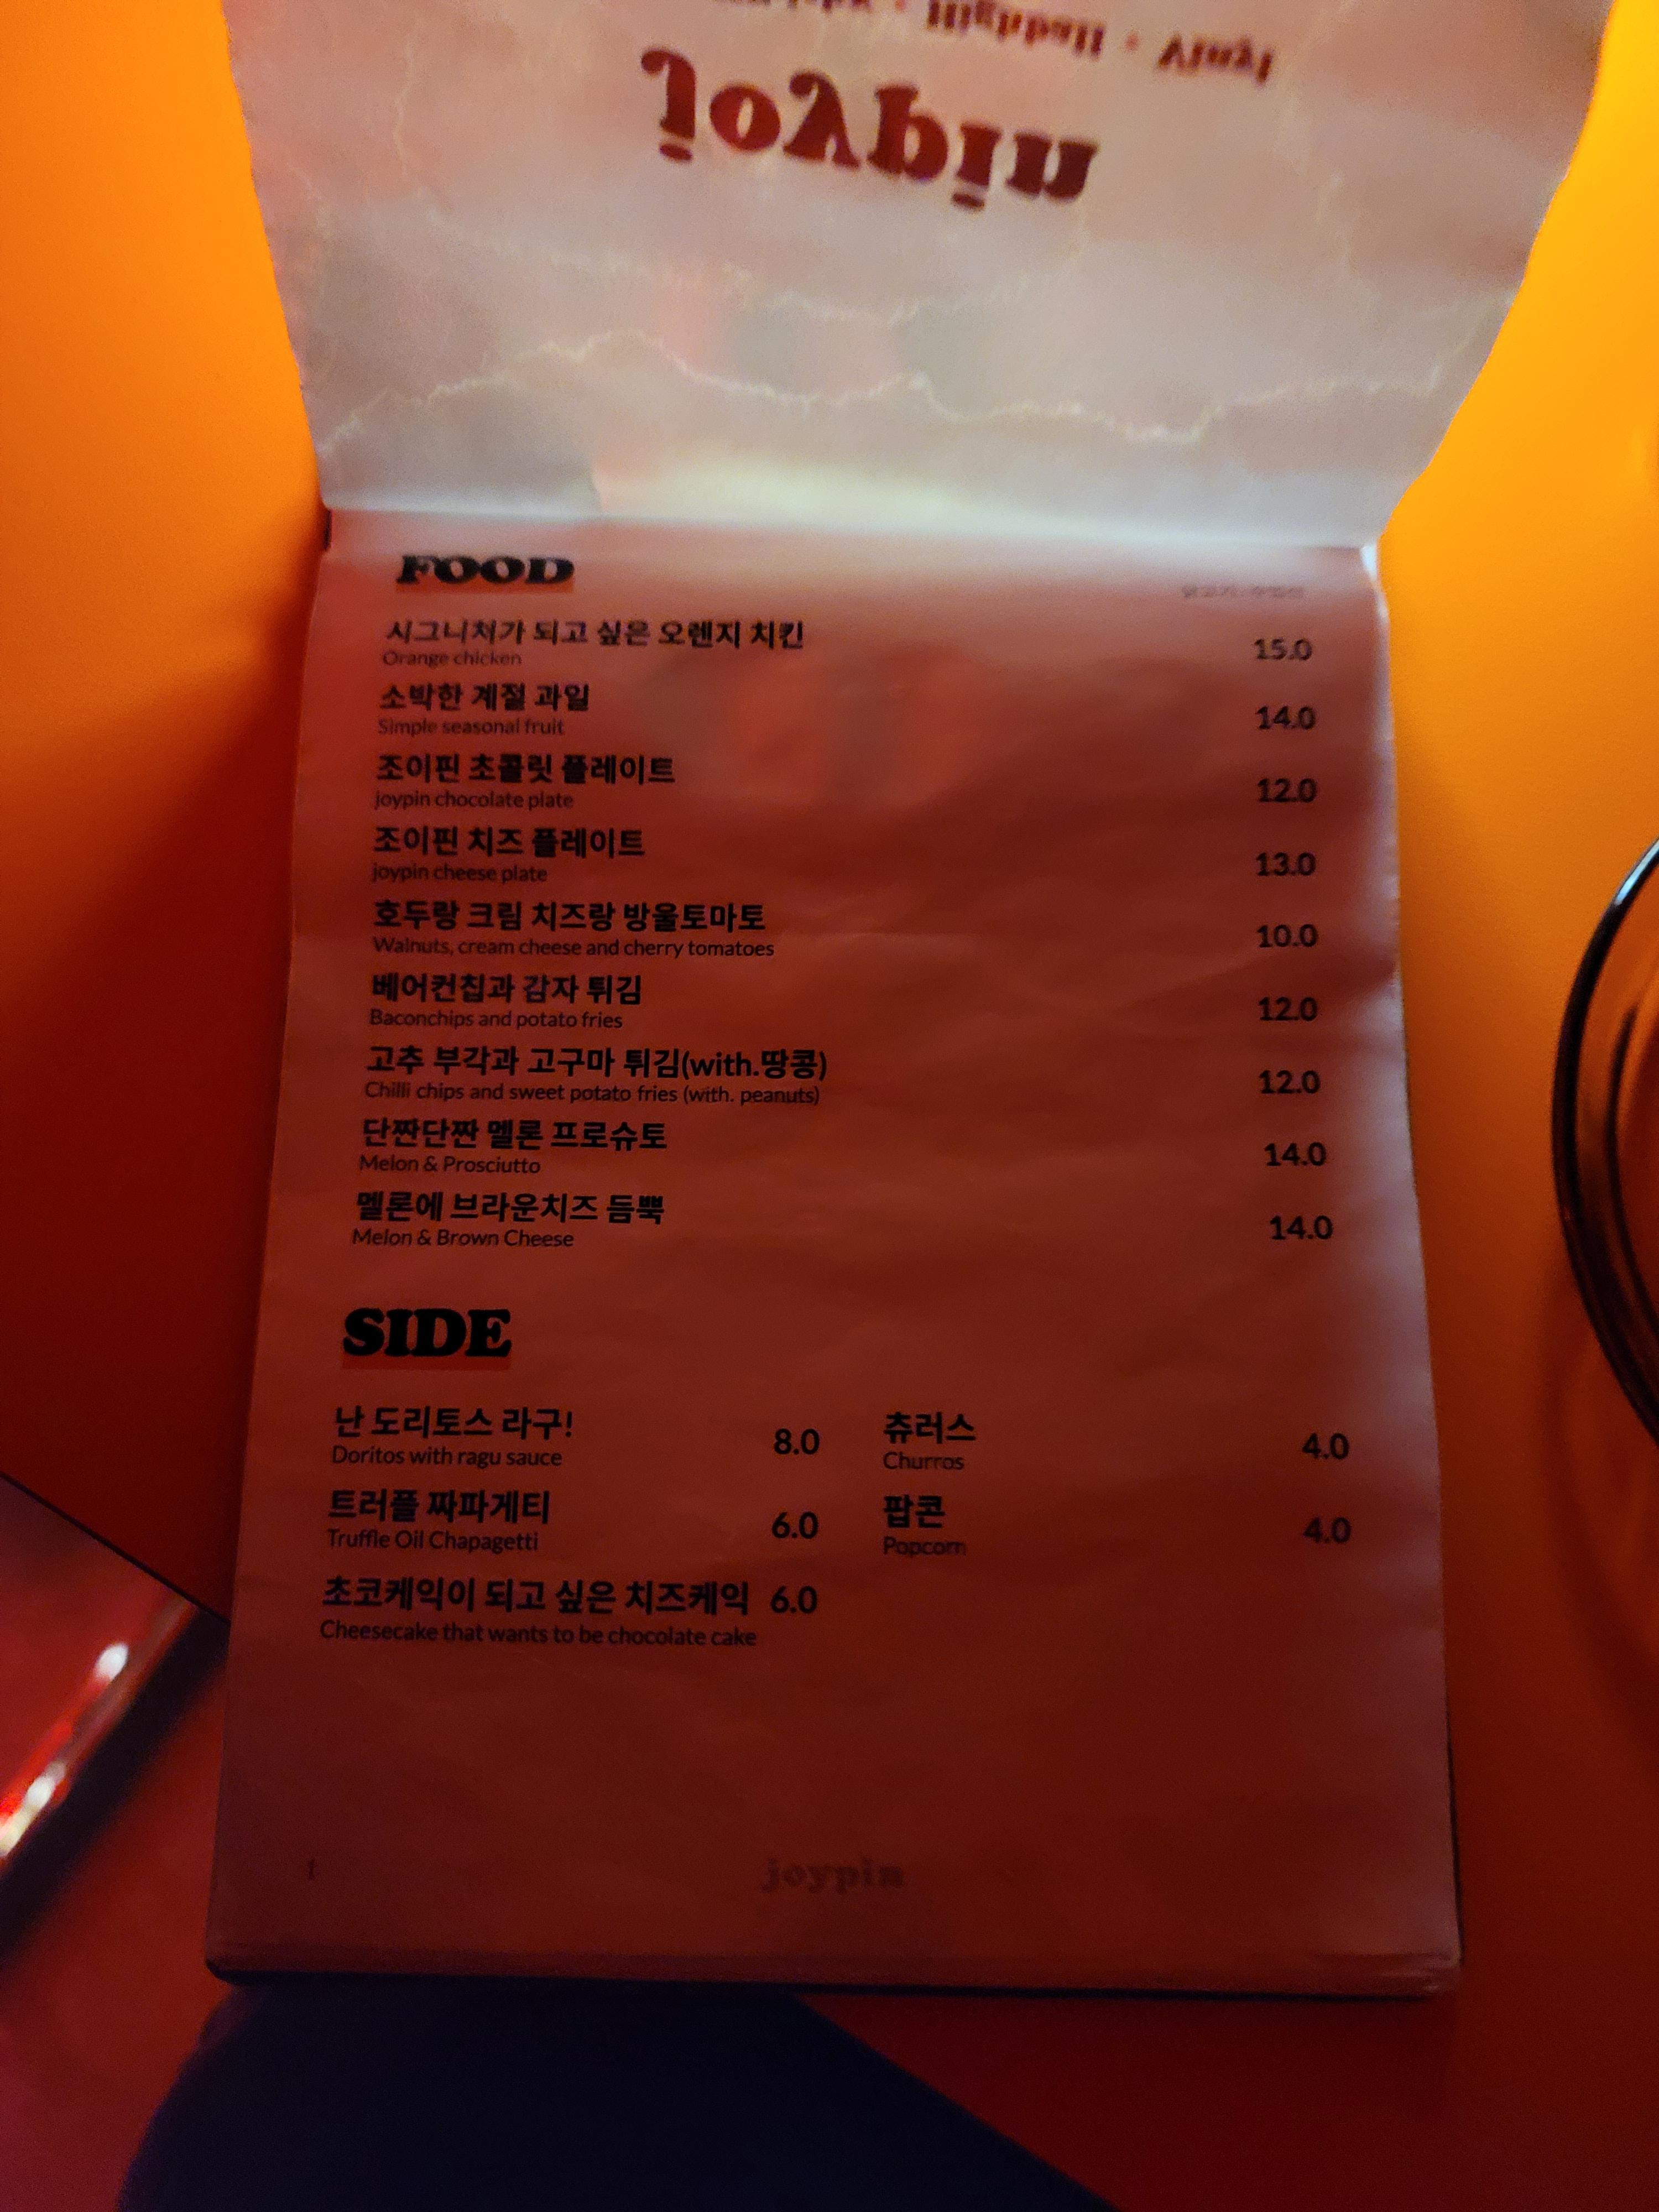 Vinyl • Highball
joypin
FOOD
시그니처가 되고 싶은 오렌지 치킨 15.0
Orange chicken
소박한 계절 과일 14.0
Simple seasonal fruit
조이핀 초콜릿 플레이트 12.0
joypin chocolate plate
조이핀 치즈 플레이트 13.0
joypin cheese plate
호두랑 크림 치즈랑 방울토마토 10.0
Walnuts, cream cheese and cherry tomatoes
베어컨칩과 감자 튀김 12.0
Baconchips and potato fries
고추 부각과 고구마 튀김(with.땅콩) 12.0
Chilli chips and sweet potato fries (with. peanuts)
단짠단짠 멜론 프로슈토 14.0
Melon & Prosciutto
멜론에 브라운치즈 듬뿍 14.0
Melon & Brown Cheese
SIDE
난 도리토스 라구! 8.0
Doritos with ragu sauce
트러플 짜파게티 6.0
Truffle Oil Chapagetti
초코케익이 되고 싶은 치즈케익 6.0
Cheesecake that wants to be chocolate cake
츄러스 4.0
Churros
팝콘 4.0
Popcorn
1
joypin